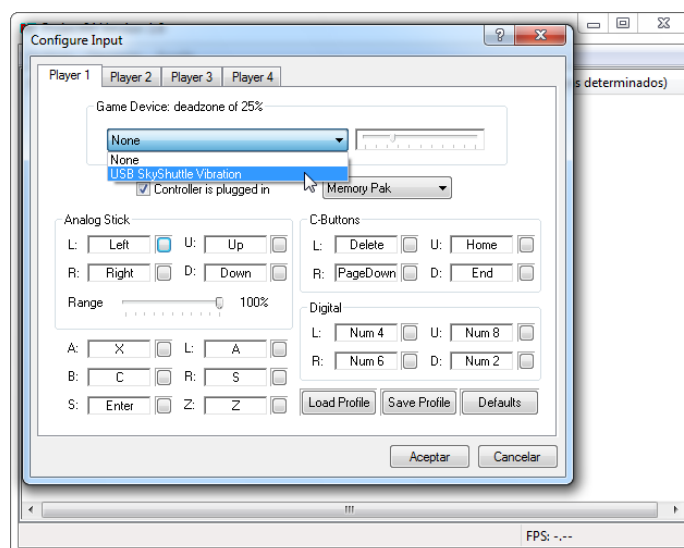 Configure Input
Player 1
Player 2
Player 3
Player 4
s determinados)
Game Device: deadzone of 25%
None
None
USB SkyShuttle Vibration
Controller is plugged in
Memory Pak
Analog Stick
L: Left
U: Up
R: Right
D: Down
Range
100%
C-Buttons
L: Delete
U: Home
R: PageDown
D: End
Digital
L: Num 4
U: Num 8
R: Num 6
D: Num 2
A: X
L: A
B: C
R: S
S: Enter
Z: Z
Load Profile
Save Profile
Defaults
Aceptar
Cancelar
FPS: -.--